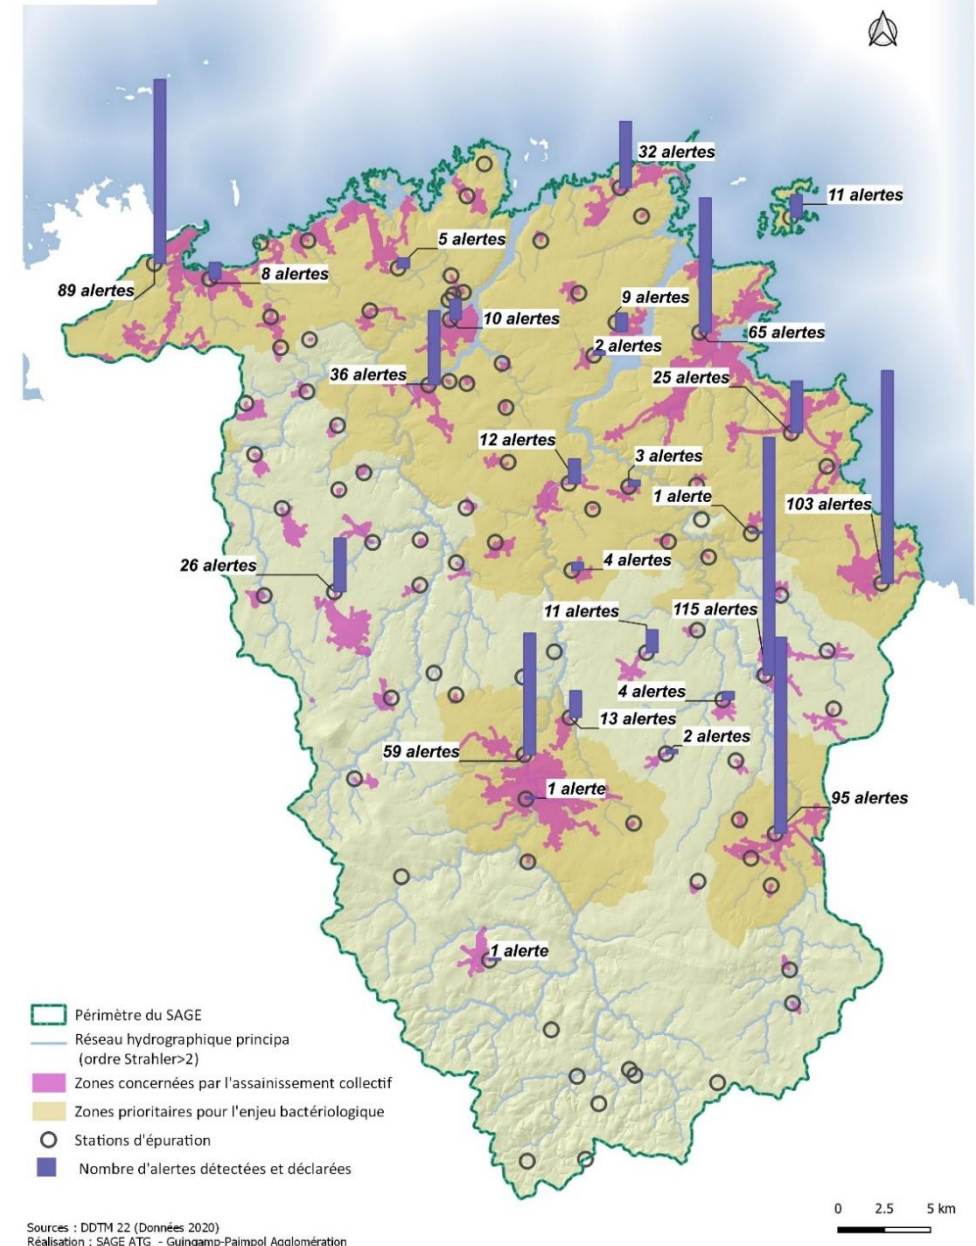 32 alertes
11 alertes
5 alertes
8 alertes
89 alertes
9 alertes
10 alertes
65 alertes
2 alertes
36 alertes
25 alertes
12 alertes
3 alertes
1 alerte
103 alertes
4 alertes
26 alertes
11 alertes
115 alertes
4 alertes
13 alertes
2 alertes
59 alertes
1 alerte
95 alertes
1 alerte
Périmètre du SAGE
Réseau hydrographique principa
(ordre Strahler>2)
Zones concernées par l'assainissement collectif
Zones prioritaires pour l'enjeu bactériologique
Stations d'épuration
Nombre d'alertes détectées et déclarées
0 2.5 5 km
Sources : DDTM 22 (Données 2020)
Réalisation : SAGE ATG - Guingamp-Paimpol Agglomération